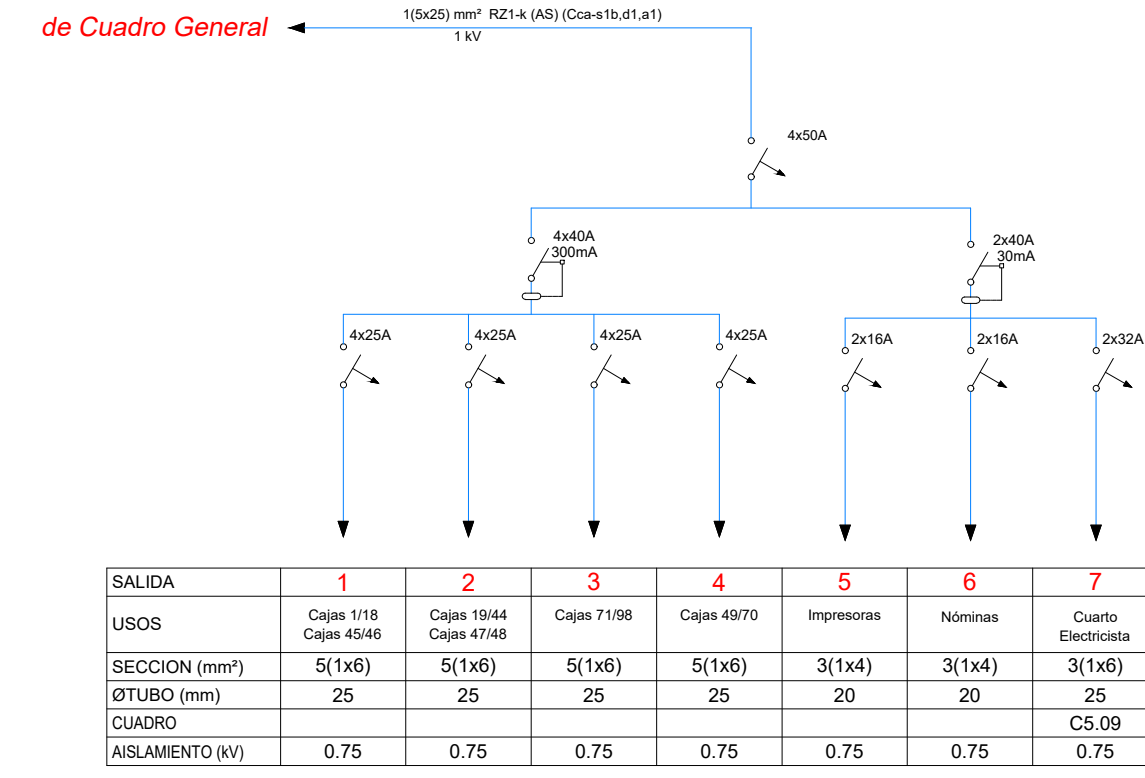 de Cuadro General
1(5x25) mm² RZ1-k (AS) (Cca-s1b,d1,a1)
1 kV
4x50A
4x40A
300mA
2x40A
30mA
4x25A
4x25A
4x25A
4x25A
2x16A
2x16A
2x32A
SALIDA 1 2 3 4 5 6 7
USOS
Cajas 1/18
Cajas 45/46
Cajas 19/44
Cajas 47/48
Cajas 71/98
Cajas 49/70
Impresoras
Nóminas
Cuarto
Electricista
SECCION (mm²) 5(1x6) 5(1x6) 5(1x6) 5(1x6) 3(1x4) 3(1x4) 3(1x6)
ØTUBO (mm) 25 25 25 25 20 20 25
CUADRO C5.09
AISLAMIENTO (kV) 0.75 0.75 0.75 0.75 0.75 0.75 0.75